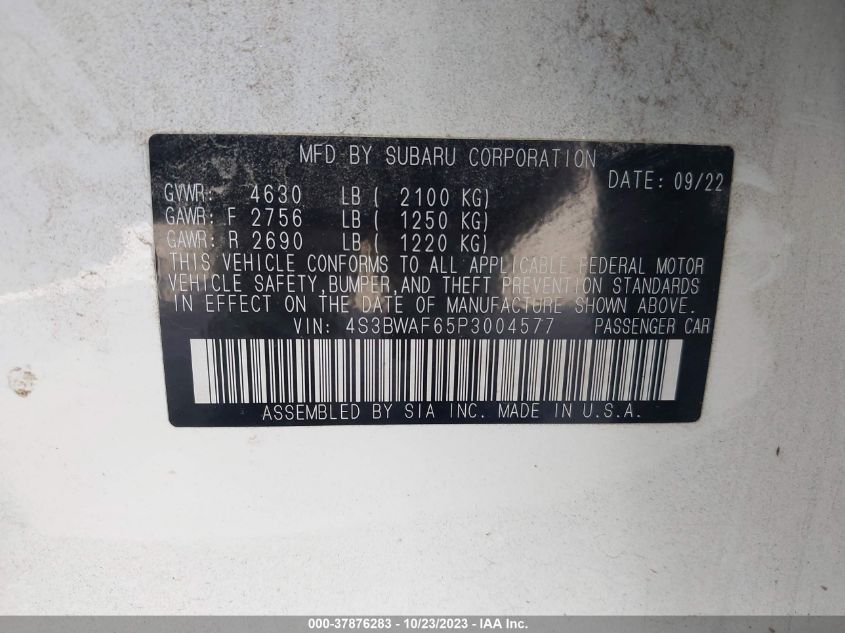 MFD BY SUBARU CORPORATION
DATE: 09/22
GVWR: 4630 LB ( 2100 KG)
GAWR: F 2756 LB ( 1250 KG)
GAWR: R 2690 LB ( 1220 KG)
THIS VEHICLE CONFORMS TO ALL APPLICABLE FEDERAL MOTOR
VEHICLE SAFETY,BUMPER,AND THEFT PREVENTION STANDARDS
IN EFFECT ON THE DATE OF MANUFACTURE SHOWN ABOVE.
VIN: 4S3BWAF65P3004577 PASSENGER CAR
ASSEMBLED BY SIA INC. MADE IN U.S.A.
000-37876283 - 10/23/2023 - IAA Inc.